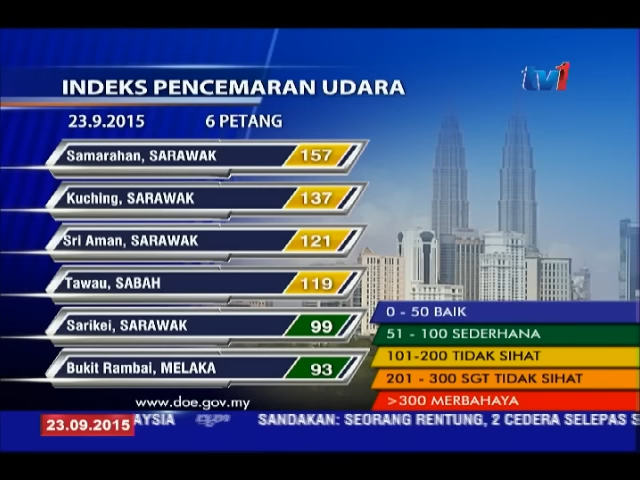 INDEKS PENCEMARAN UDARA
tv1
23.9.2015 6 PETANG
Samarahan, SARAWAK 157
Kuching, SARAWAK 137
Sri Aman, SARAWAK 121
Tawau, SABAH 119
Sarikei, SARAWAK 99
Bukit Rambai, MELAKA 93
0 - 50 BAIK
51 - 100 SEDERHANA
101-200 TIDAK SIHAT
201 - 300 SGT TIDAK SIHAT
>300 MERBAHAYA
www.doe.gov.my
23.09.2015 AYSIA SANDAKAN: SEORANG RENTUNG, 2 CEDERA SELEPAS S